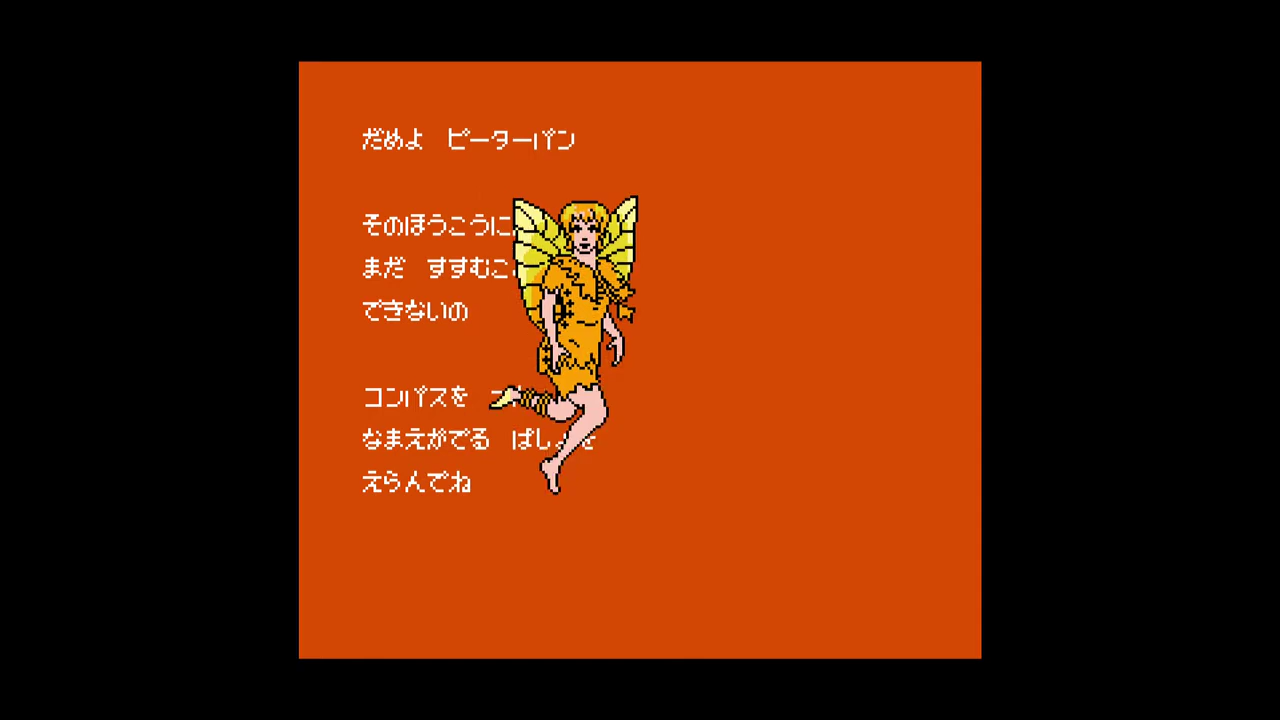 だめよ ピーターパン
そのほうこうに
まだ すすむこ
できないの
コンパスを
なまえがでる ばしょを
えらんでね